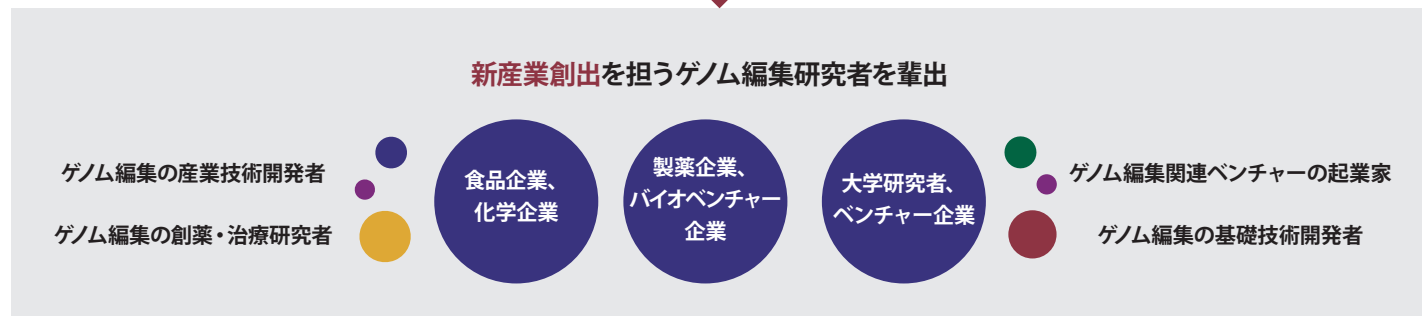 新産業創出を担うゲノム編集研究者を輩出
ゲノム編集の産業技術開発者
ゲノム編集の創薬・治療研究者
食品企業、
化学企業
製薬企業、
バイオベンチャー
企業
大学研究者、
ベンチャー企業
ゲノム編集関連ベンチャーの起業家
ゲノム編集の基礎技術開発者